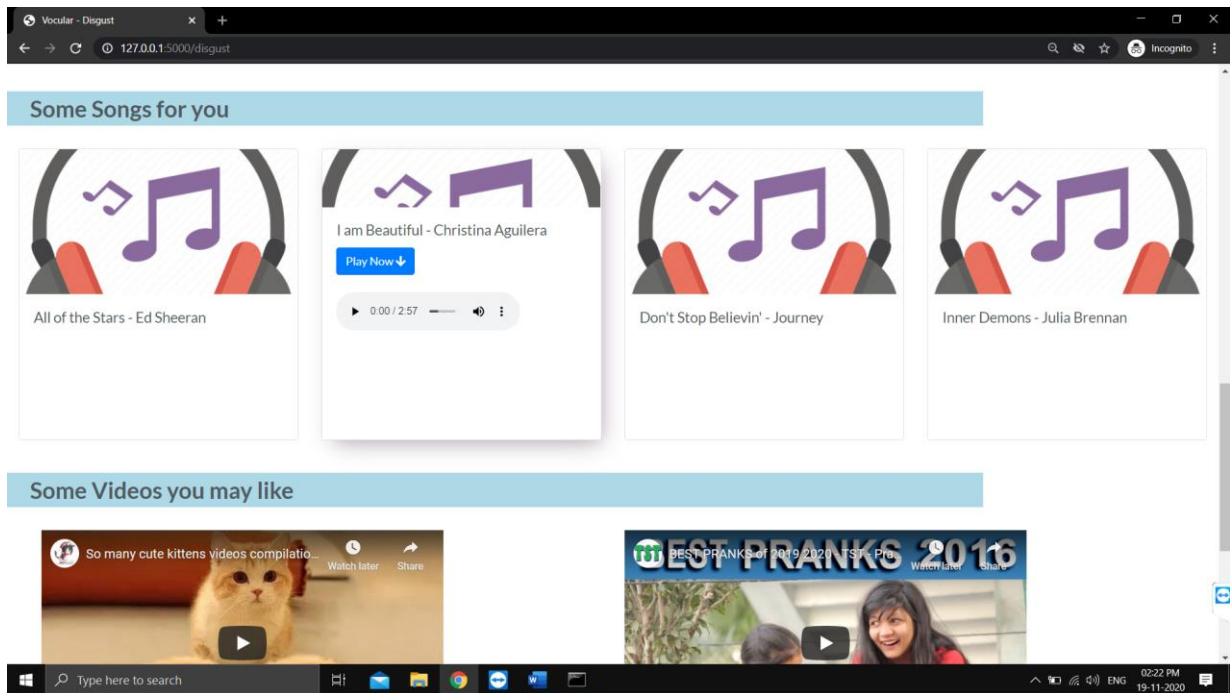 Vocular - Disgust
127.0.0.1:5000/disgust
Incognito
Some Songs for you
All of the Stars - Ed Sheeran
I am Beautiful - Christina Aguilera
Play Now
0:00 / 2:57
Don't Stop Believin' - Journey
Inner Demons - Julia Brennan
Some Videos you may like
So many cute kittens videos compilatio...
Watch later
Share
TST
BEST PRANKS of 2019 2020 - TST - Pra...
Watch later
Share
BEST PRANKS 2016
Type here to search
ENG
02:22 PM
19-11-2020